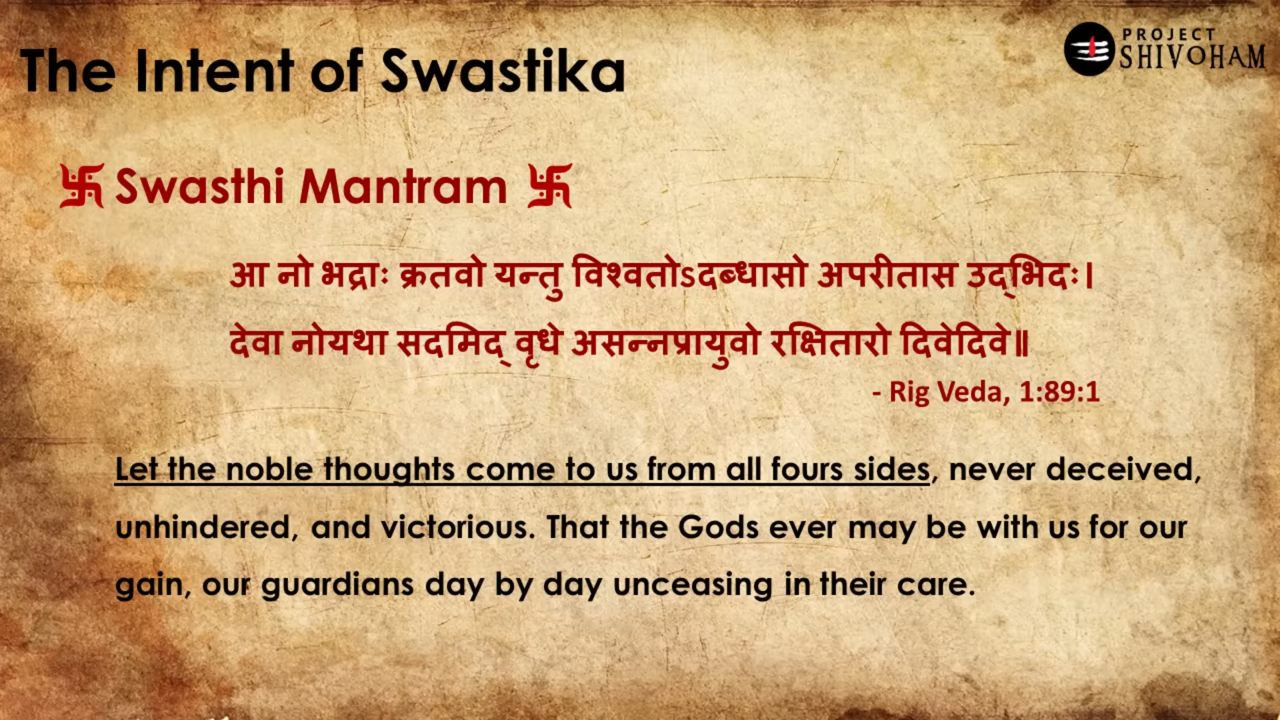 The Intent of Swastika
PROJECT
SHIVOHAM
卐 Swasthi Mantram 卐
आ नो भद्राः क्रतवो यन्तु विश्वतोऽदब्धासो अपरीतास उद्भिदः।
देवा नोयथा सदमिद् वृधे असन्नप्रायुवो रक्षितारो दिवेदिवे॥
- Rig Veda, 1:89:1
Let the noble thoughts come to us from all fours sides, never deceived,
unhindered, and victorious. That the Gods ever may be with us for our
gain, our guardians day by day unceasing in their care.